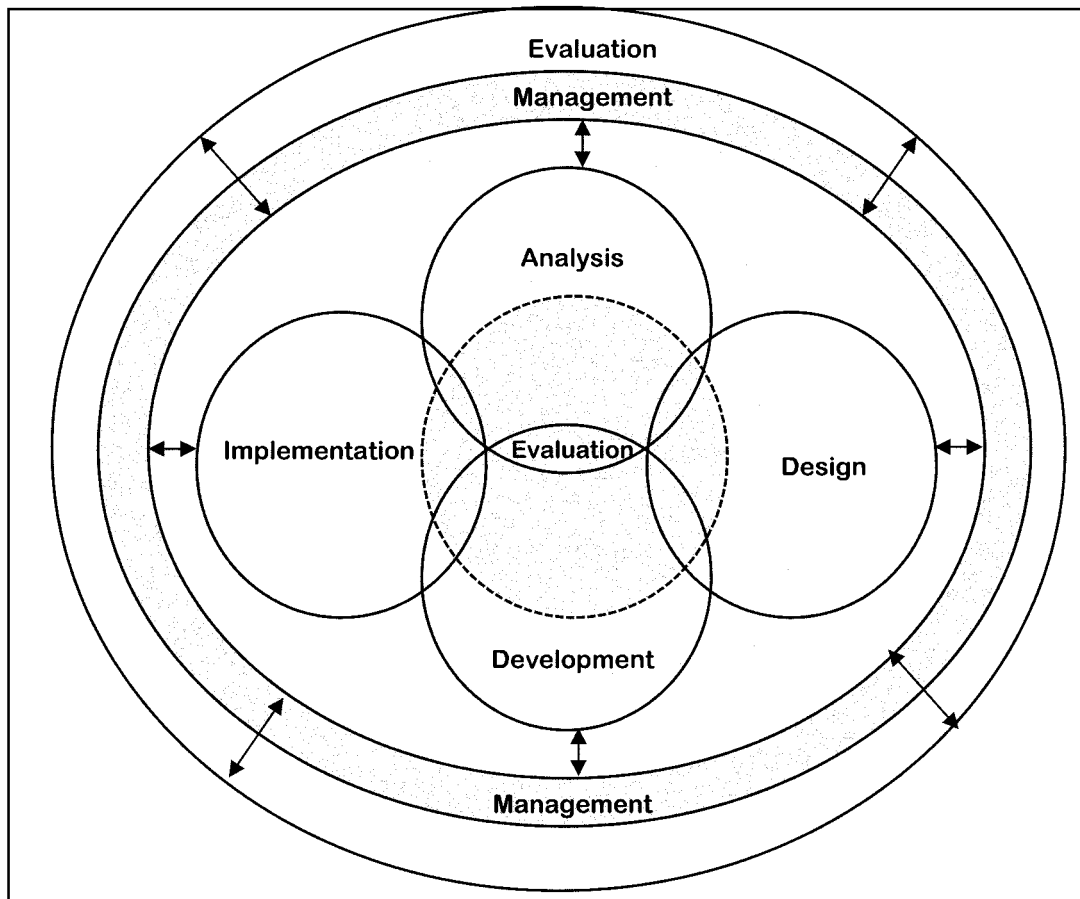 Evaluation
Management
Analysis
Implementation
Evaluation
Design
Development
Management